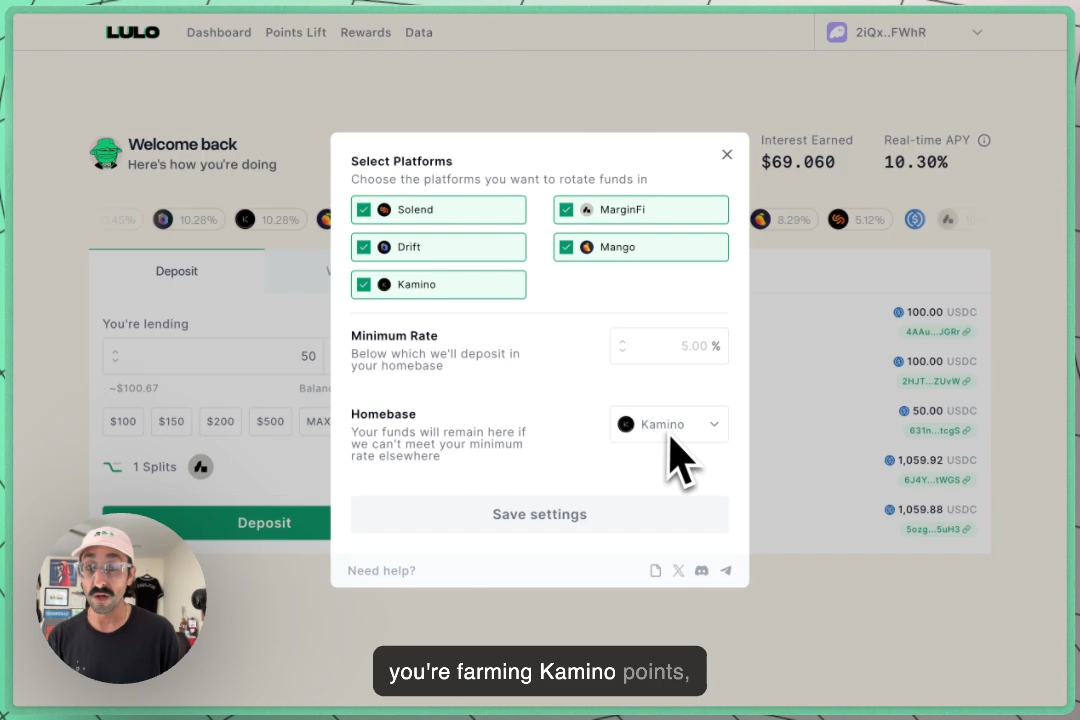 LULO
Dashboard
Points Lift
Rewards
Data
2iQx..FWhR
Welcome back
Here's how you're doing
Interest Earned
$69.060
Real-time APY
10.30%
10.28%
10.28%
8.29%
5.12%
Deposit
You're lending
50
~$100.67
$100
$150
$200
$500
MAX
1 Splits
Deposit
Select Platforms
Choose the platforms you want to rotate funds in
Solend
MarginFi
Drift
Mango
Kamino
Minimum Rate
Below which we'll deposit in
your homebase
5.00 %
Homebase
Your funds will remain here if
we can't meet your minimum
rate elsewhere
Kamino
Save settings
Need help?
100.00 USDC
4AAu...JGRr
100.00 USDC
2HJT...ZUvW
50.00 USDC
631n...tcgS
1,059.92 USDC
6J4Y...tWGS
1,059.88 USDC
5ozg...5uH3
you're farming Kamino points,